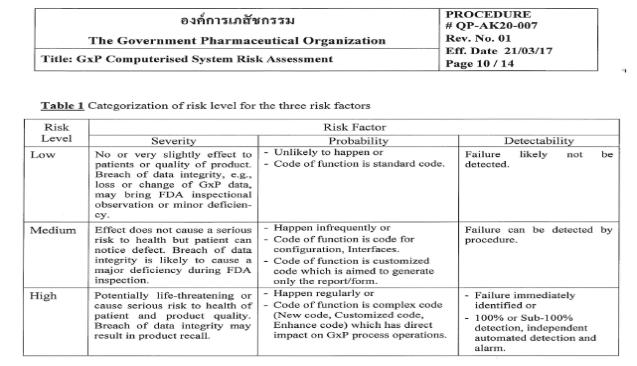 องค์การเภสัชกรรม
The Government Pharmaceutical Organization
Title: GxP Computerised System Risk Assessment
PROCEDURE
# QP-AK20-007
Rev. No. 01
Eff. Date 21/03/17
Page 10 / 14
Table 1 Categorization of risk level for the three risk factors
Risk
Level
Risk Factor
Severity
Probability
Detectability
Low
No or very slightly effect to
patients or quality of product.
Breach of data integrity, e.g.,
loss or change of GxP data,
may bring FDA inspectional
observation or minor deficien-
cy.
- Unlikely to happen or
- Code of function is standard code.
Failure likely not be
detected.
Medium
Effect does not cause a serious
risk to health but patient can
notice defect. Breach of data
integrity is likely to cause a
major deficiency during FDA
inspection.
- Happen infrequently or
- Code of function is code for
configuration, Interfaces.
- Code of function is customized
code which is aimed to generate
only the report/form.
Failure can be detected by
procedure.
High
Potentially life-threatening or
cause serious risk to health of
patient and product quality.
Breach of data integrity may
result in product recall.
- Happen regularly or
- Code of function is complex code
(New code, Customized code,
Enhance code) which has direct
impact on GxP process operations.
- Failure immediately
identified or
- 100% or Sub-100%
detection, independent
automated detection and
alarm.